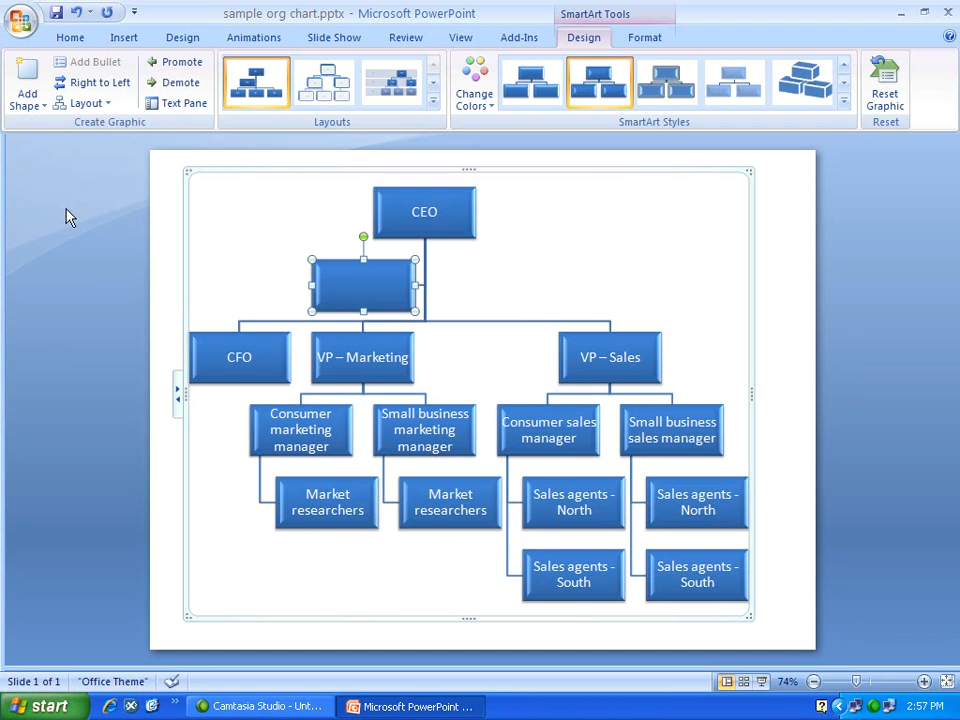 sample org chart.pptx - Microsoft PowerPoint
SmartArt Tools
Home
Insert
Design
Animations
Slide Show
Review
View
Add-Ins
Design
Format
Add Shape
Add Bullet
Right to Left
Layout
Promote
Demote
Text Pane
Create Graphic
Layouts
Change Colors
SmartArt Styles
Reset Graphic
Reset
CEO
CFO
VP – Marketing
VP – Sales
Consumer
marketing
manager
Small business
marketing
manager
Consumer sales
manager
Small business
sales manager
Market
researchers
Market
researchers
Sales agents -
North
Sales agents -
North
Sales agents -
South
Sales agents -
South
Slide 1 of 1
"Office Theme"
74%
start
Camtasia Studio - Unt...
Microsoft PowerPoint ...
2:57 PM